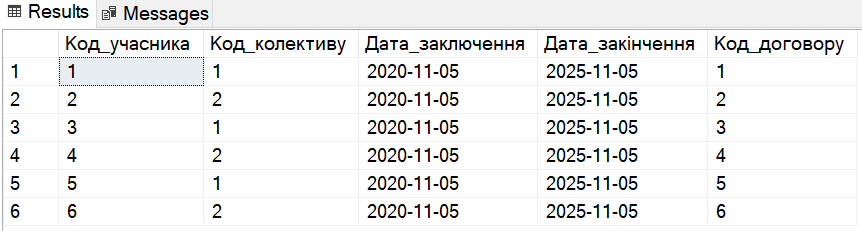 Results Messages
Код_учасника Код_колективу Дата_заключення Дата_закінчення Код_договору
1 1 1 2020-11-05 2025-11-05 1
2 2 2 2020-11-05 2025-11-05 2
3 3 1 2020-11-05 2025-11-05 3
4 4 2 2020-11-05 2025-11-05 4
5 5 1 2020-11-05 2025-11-05 5
6 6 2 2020-11-05 2025-11-05 6